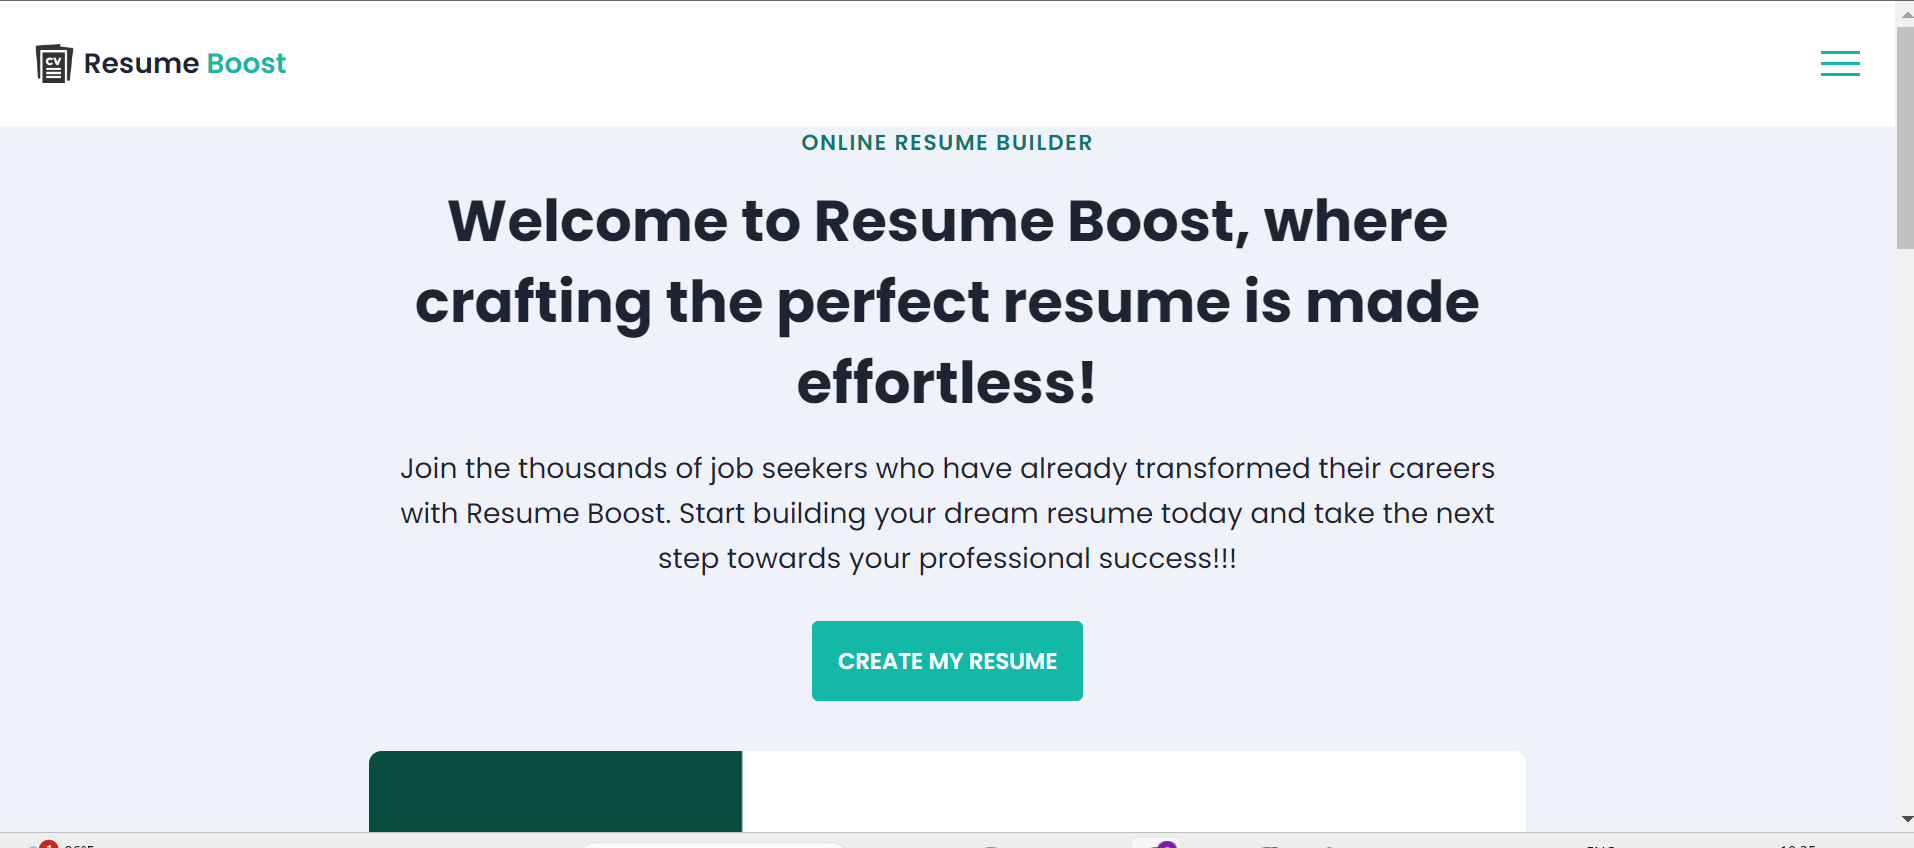 CV
Resume Boost
ONLINE RESUME BUILDER
Welcome to Resume Boost, where
crafting the perfect resume is made
effortless!
Join the thousands of job seekers who have already transformed their careers
with Resume Boost. Start building your dream resume today and take the next
step towards your professional success!!!
CREATE MY RESUME